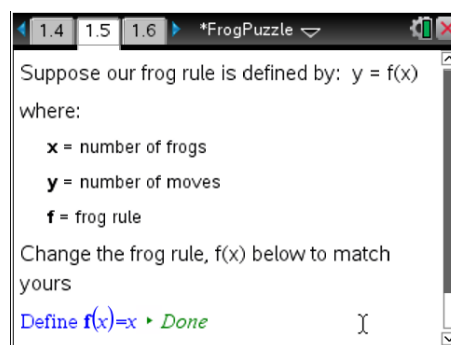 1.4 1.5 1.6 *FrogPuzzle
Suppose our frog rule is defined by: y = f(x)
where:
x = number of frogs
y = number of moves
f = frog rule
Change the frog rule, f(x) below to match
yours
Define f(x)=x ▸ Done